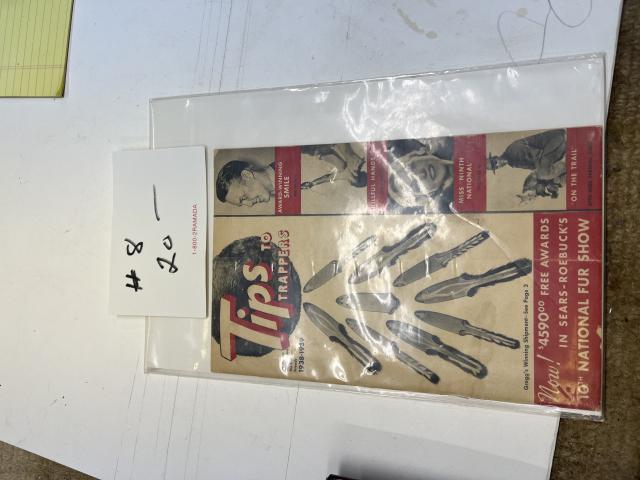 # 8
20 —
1-800-2RAMADA
Tips
TO
TRAPPERS
1938-1939
AWARD-WINNING
SMILE
SKILLFUL HANDS
MISS "NINTH
NATIONAL"
"ON THE TRAIL"
Gregg's Winning Shipment—See Page 3
Now! $4590.00 FREE AWARDS
IN SEARS-ROEBUCK'S
10TH NATIONAL FUR SHOW